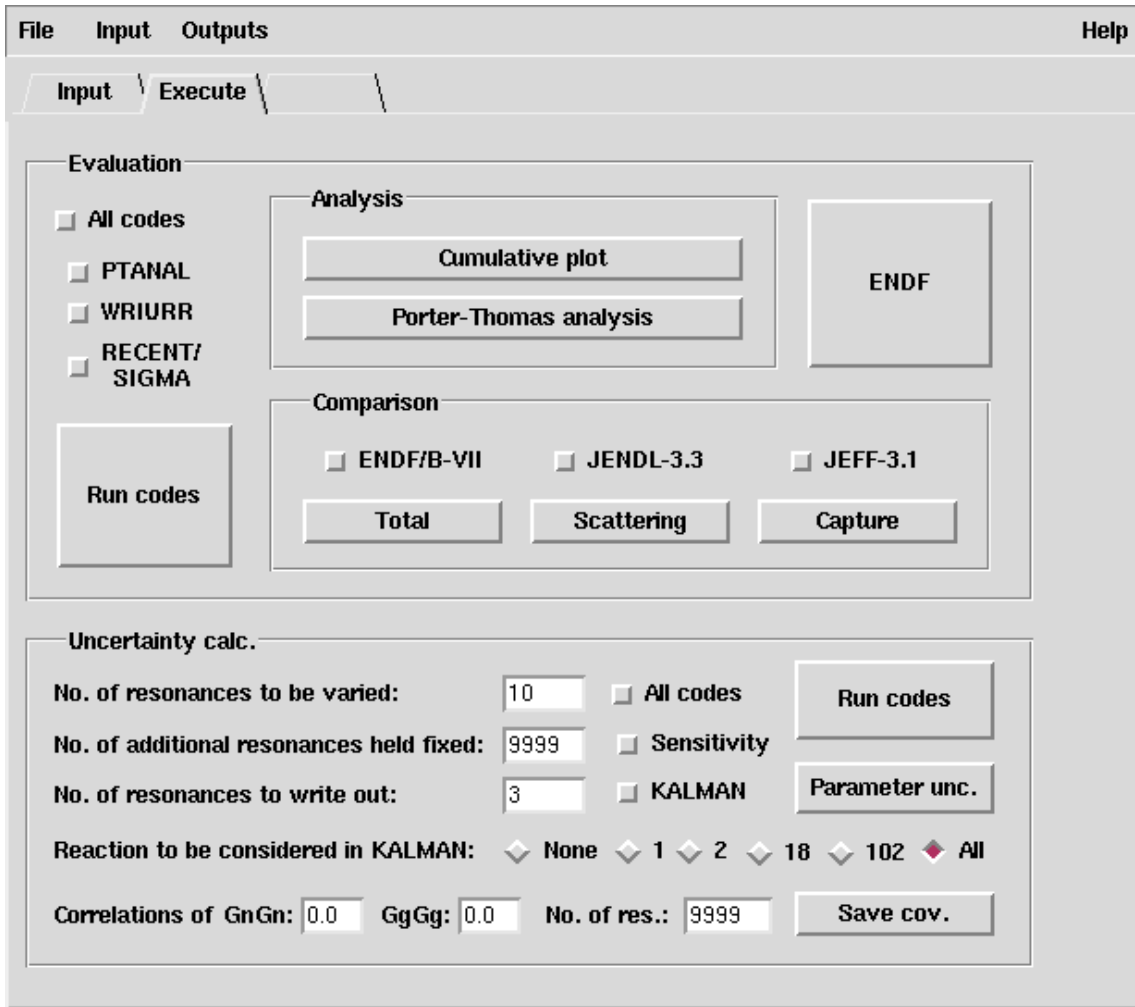 File Input Outputs Help
Input Execute
Evaluation
All codes
PTANAL
WRIURR
RECENT/
SIGMA
Run codes
Analysis
Cumulative plot
Porter-Thomas analysis
ENDF
Comparison
ENDF/B-VII JENDL-3.3 JEFF-3.1
Total Scattering Capture
Uncertainty calc.
No. of resonances to be varied: 10 All codes Run codes
No. of additional resonances held fixed: 9999 Sensitivity
No. of resonances to write out: 3 KALMAN Parameter unc.
Reaction to be considered in KALMAN: None 1 2 18 102 All
Correlations of GnGn: 0.0 GgGg: 0.0 No. of res.: 9999 Save cov.